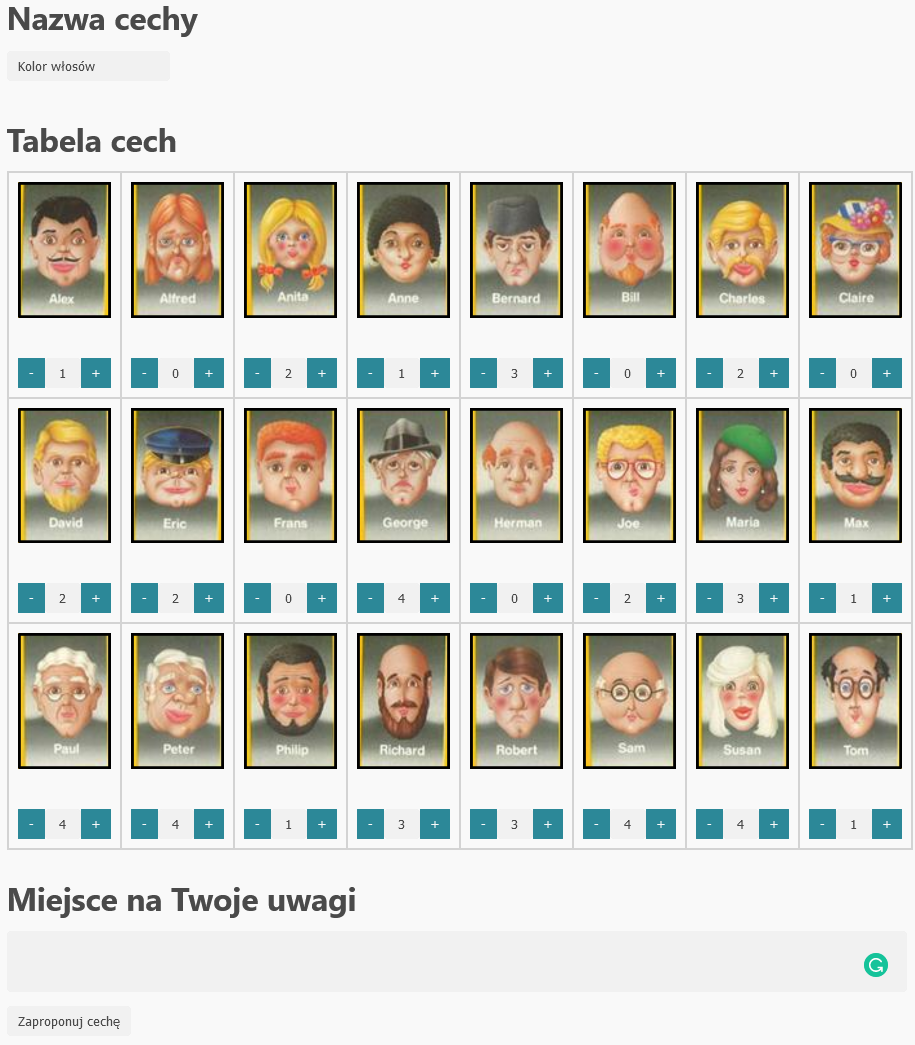 Nazwa cechy
Kolor włosów
Tabela cech
Alex Alfred Anita Anne Bernard Bill Charles Claire
- 1 + - 0 + - 2 + - 1 + - 3 + - 0 + - 2 + - 0 +
David Eric Frans George Herman Joe Maria Max
- 2 + - 2 + - 0 + - 4 + - 0 + - 2 + - 3 + - 1 +
Paul Peter Philip Richard Robert Sam Susan Tom
- 4 + - 4 + - 1 + - 3 + - 3 + - 4 + - 4 + - 1 +
Miejsce na Twoje uwagi
Zaproponuj cechę